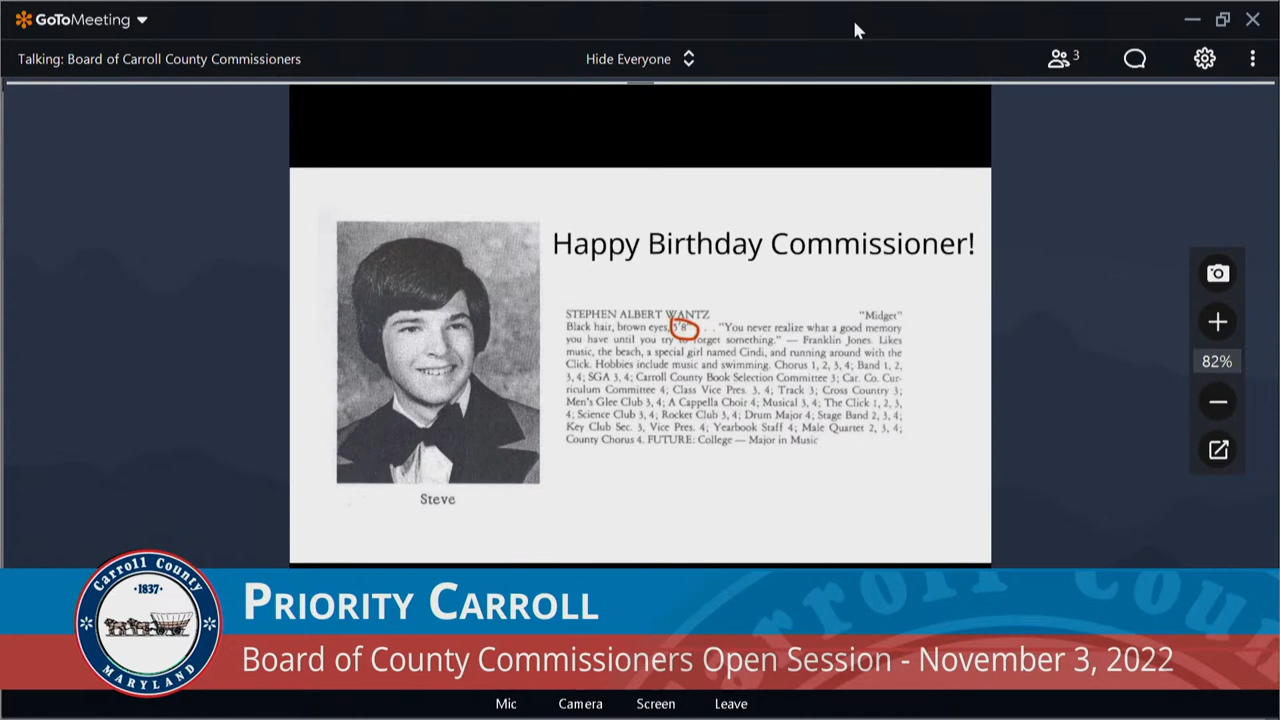 GoToMeeting
Talking: Board of Carroll County Commissioners
Hide Everyone
3
Happy Birthday Commissioner!
STEPHEN ALBERT WANTZ "Midget"
Black hair, brown eyes, 5'8" . . "You never realize what a good memory
you have until you try to forget something." — Franklin Jones. Likes
music, the beach, a special girl named Cindi, and running around with the
Click. Hobbies include music and swimming. Chorus 1, 2, 3, 4; Band 1, 2,
3, 4; SGA 3, 4; Carroll County Book Selection Committee 3; Car. Co. Cur-
riculum Committee 4; Class Vice Pres. 3, 4; Track 3; Cross Country 3;
Men's Glee Club 3, 4; A Cappella Choir 4; Musical 3, 4; The Click 1, 2, 3,
4; Science Club 3, 4; Rocket Club 3, 4; Drum Major 4; Stage Band 2, 3, 4;
Key Club Sec. 3, Vice Pres. 4; Yearbook Staff 4; Male Quartet 2, 3, 4;
County Chorus 4. FUTURE: College — Major in Music
Steve
82%
Carroll County
·1837·
MARYLAND
PRIORITY CARROLL
Board of County Commissioners Open Session - November 3, 2022
Mic Camera Screen Leave